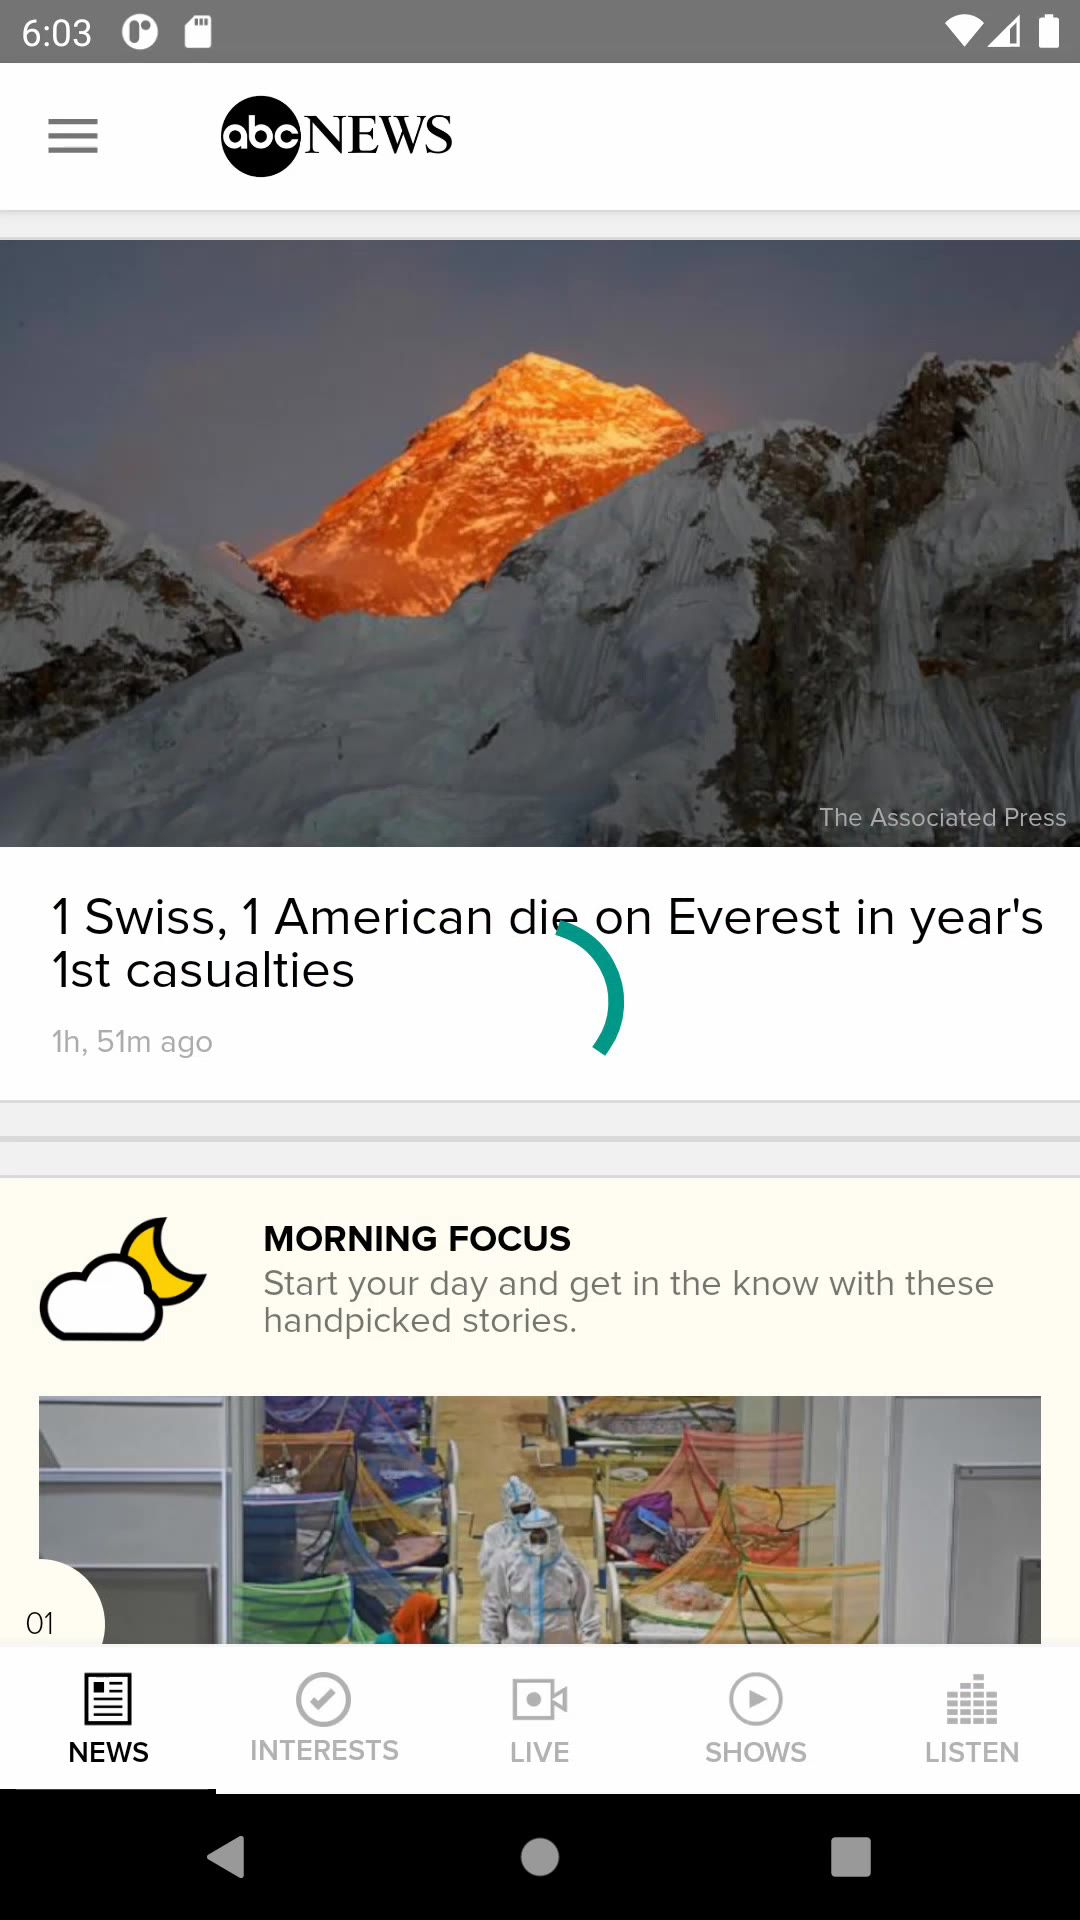 6:03
abc NEWS
The Associated Press
1 Swiss, 1 American die on Everest in year's
1st casualties
1h, 51m ago
MORNING FOCUS
Start your day and get in the know with these
handpicked stories.
01
NEWS
INTERESTS
LIVE
SHOWS
LISTEN